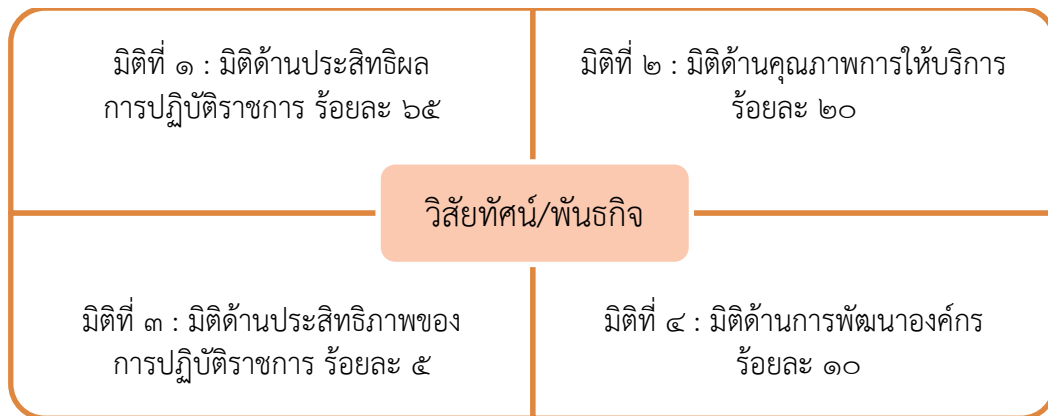 มิติที่ ๑ : มิติด้านประสิทธิผล
การปฏิบัติราชการ ร้อยละ ๖๕
มิติที่ ๒ : มิติด้านคุณภาพการให้บริการ
ร้อยละ ๒๐
วิสัยทัศน์/พันธกิจ
มิติที่ ๓ : มิติด้านประสิทธิภาพของ
การปฏิบัติราชการ ร้อยละ ๕
มิติที่ ๔ : มิติด้านการพัฒนาองค์กร
ร้อยละ ๑๐